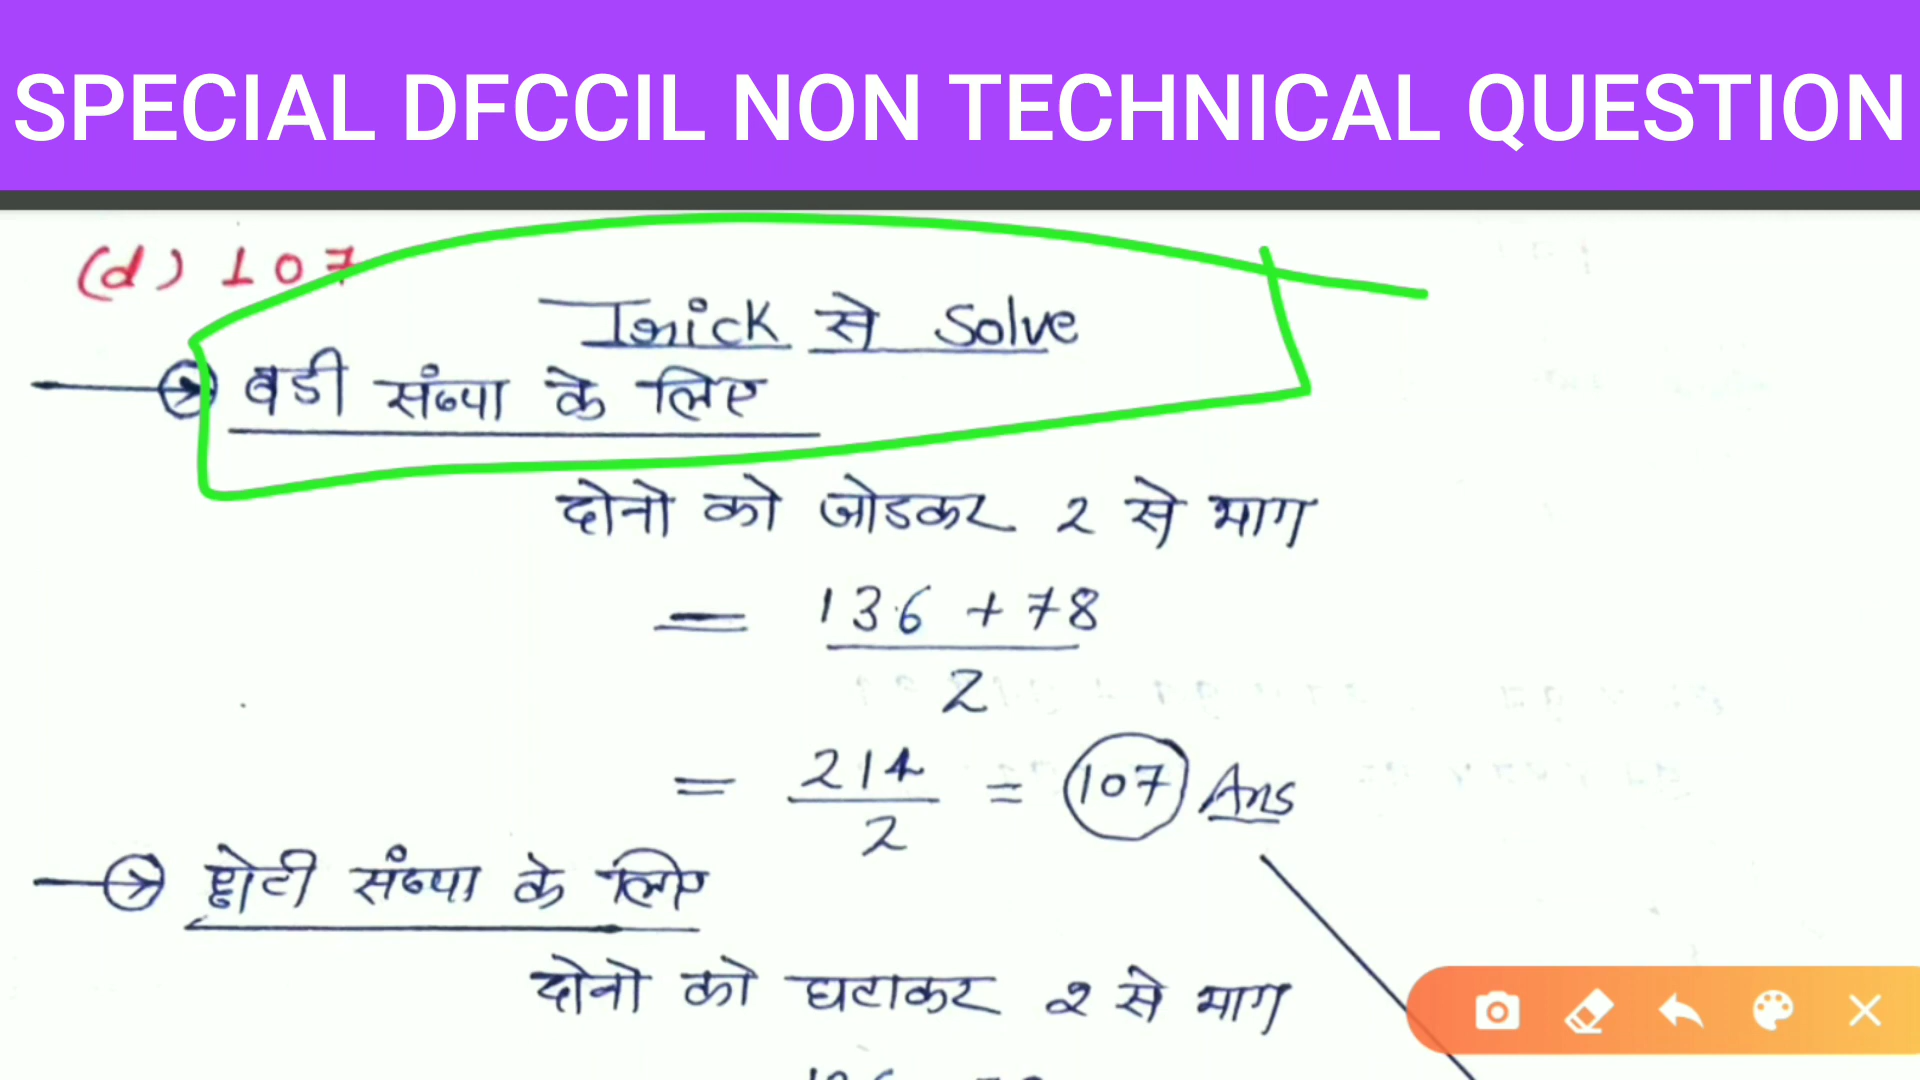 SPECIAL DFCCIL NON TECHNICAL QUESTION
(d) 107
Trick से Solve
बडी संख्या के लिए
दोनो को जोडकर 2 से भाग
= 136 + 78
2
= 214 = 107 Ans
2
छोटी संख्या के लिए
दोनो को घटाकर 2 से भाग